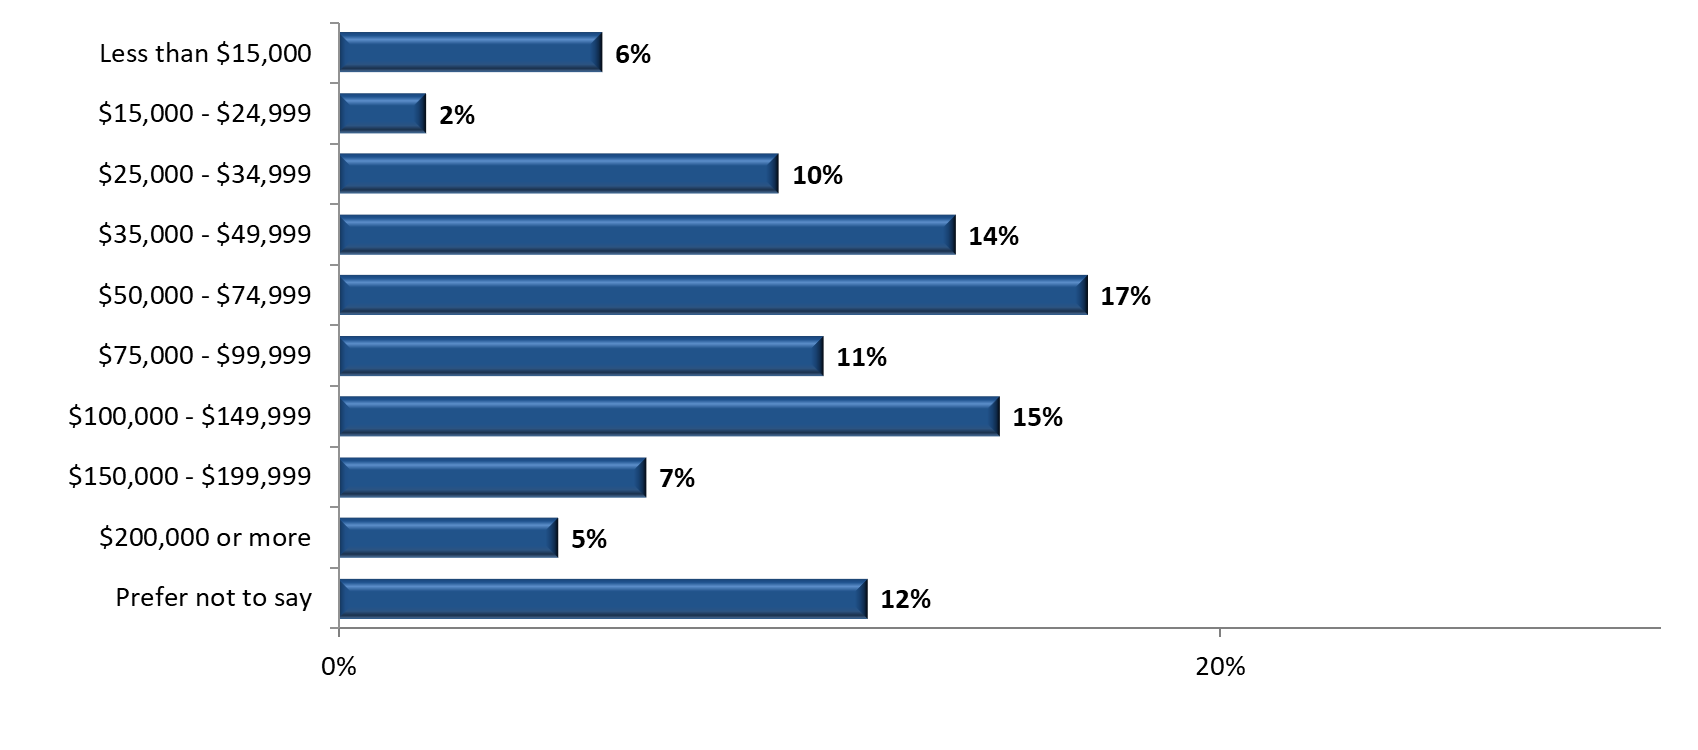 Less than $15,000 6%
$15,000 - $24,999 2%
$25,000 - $34,999 10%
$35,000 - $49,999 14%
$50,000 - $74,999 17%
$75,000 - $99,999 11%
$100,000 - $149,999 15%
$150,000 - $199,999 7%
$200,000 or more 5%
Prefer not to say 12%
0% 20%